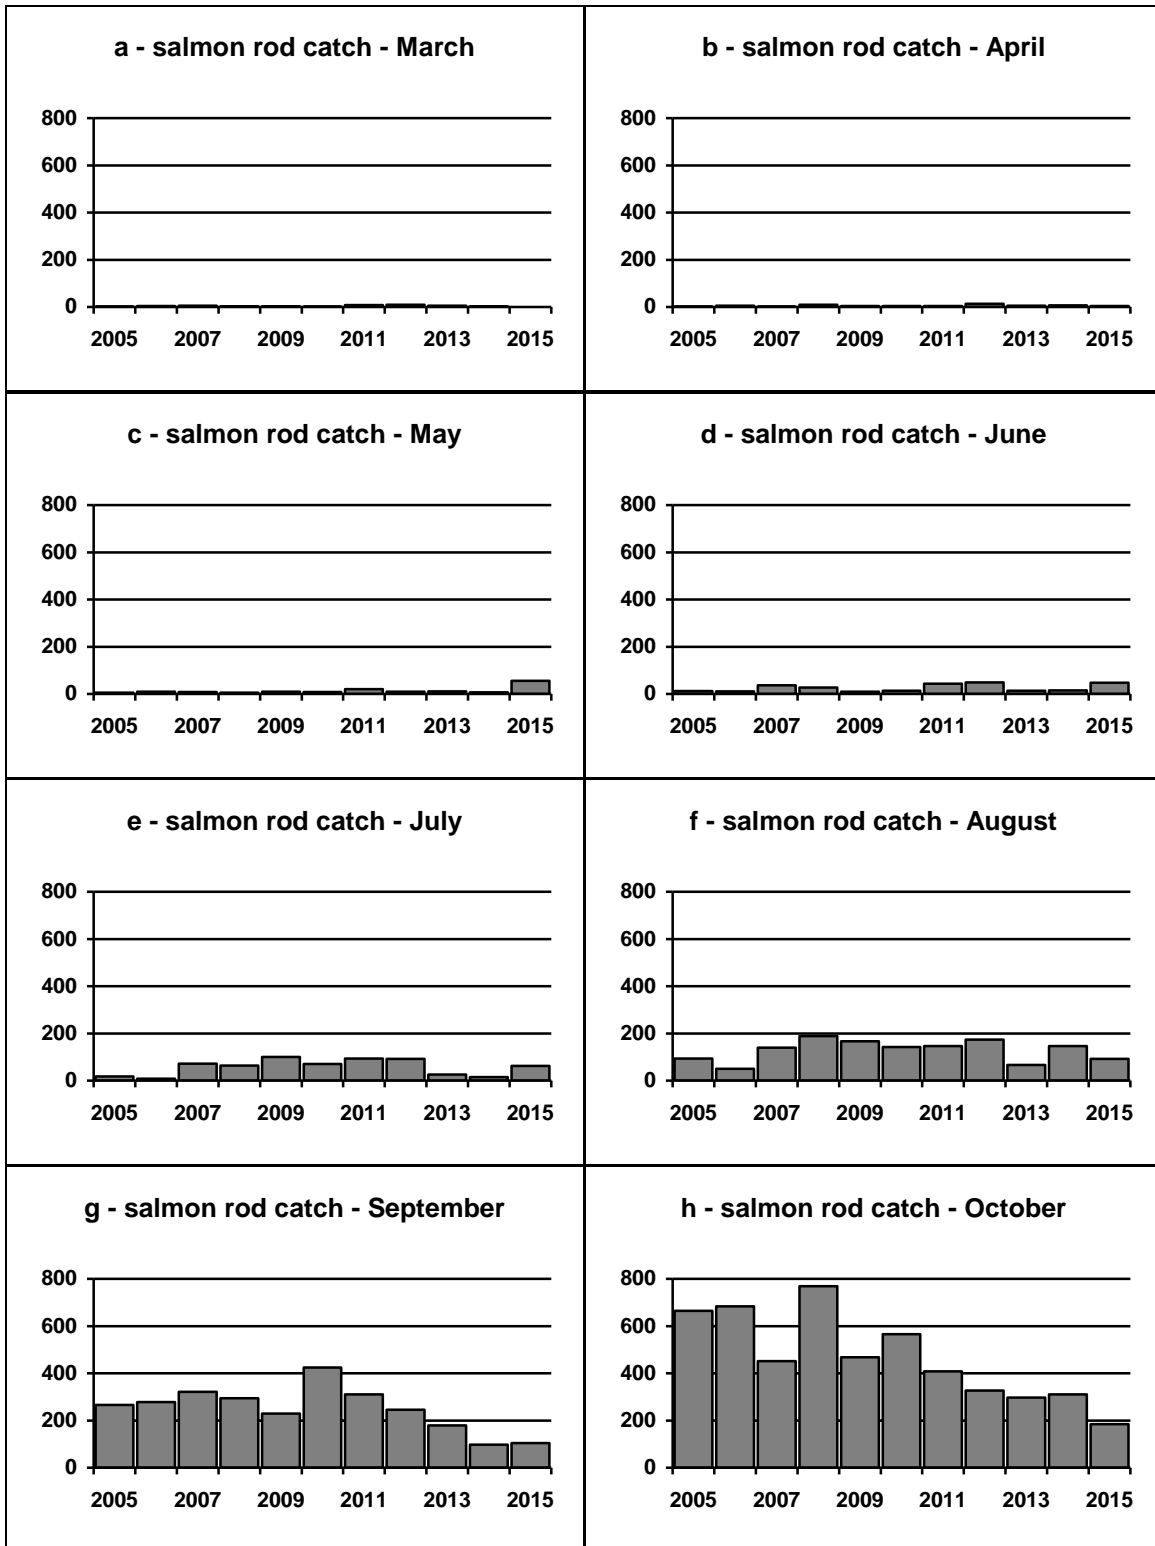 a - salmon rod catch - March
800
600
400
200
0
2005 2007 2009 2011 2013 2015
b - salmon rod catch - April
800
600
400
200
0
2005 2007 2009 2011 2013 2015
c - salmon rod catch - May
800
600
400
200
0
2005 2007 2009 2011 2013 2015
d - salmon rod catch - June
800
600
400
200
0
2005 2007 2009 2011 2013 2015
e - salmon rod catch - July
800
600
400
200
0
2005 2007 2009 2011 2013 2015
f - salmon rod catch - August
800
600
400
200
0
2005 2007 2009 2011 2013 2015
g - salmon rod catch - September
800
600
400
200
0
2005 2007 2009 2011 2013 2015
h - salmon rod catch - October
800
600
400
200
0
2005 2007 2009 2011 2013 2015